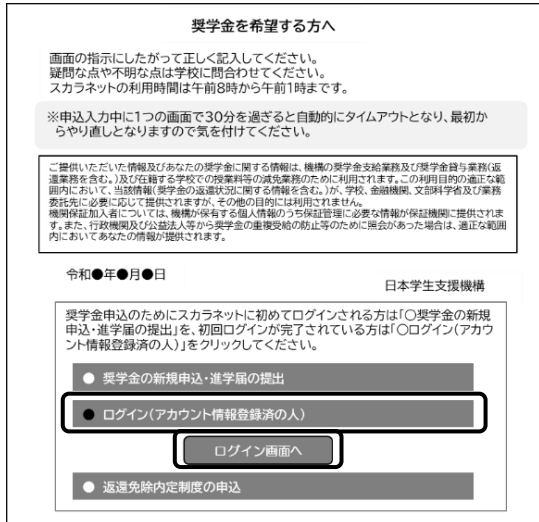 奨学金を希望する方へ
画面の指示にしたがって正しく記入してください。
疑問な点や不明な点は学校に問合わせてください。
スカラネットの利用時間は午前8時から午前1時までです。
※申込入力中に1つの画面で30分を過ぎると自動的にタイムアウトとなり、最初か
らやり直しとなりますので気を付けてください。
ご提供いただいた情報及びあなたの奨学金に関する情報は、機構の奨学金支給業務及び奨学金貸与業務(返
還業務を含む。)及び在籍する学校での授業料等の減免業務のために利用されます。この利用目的の適正な範
囲内において、当該情報(奨学金の返還状況に関する情報を含む。)が、学校、金融機関、文部科学省及び業務
委託先に必要に応じて提供されますが、その他の目的には利用されません。
機関保証加入者については、機構が保有する個人情報のうち保証管理に必要な情報が保証機関に提供されま
す。また、行政機関及び公益法人等から奨学金の重複受給の防止等のために照会があった場合は、適正な範囲
内においてあなたの情報が提供されます。
令和●年●月●日
日本学生支援機構
奨学金申込のためにスカラネットに初めてログインされる方は「○奨学金の新規
申込・進学届の提出」を、初回ログインが完了されている方は「○ログイン(アカウ
ント情報登録済の人)」をクリックしてください。
奨学金の新規申込・進学届の提出
ログイン(アカウント情報登録済の人)
ログイン画面へ
返還免除内定制度の申込